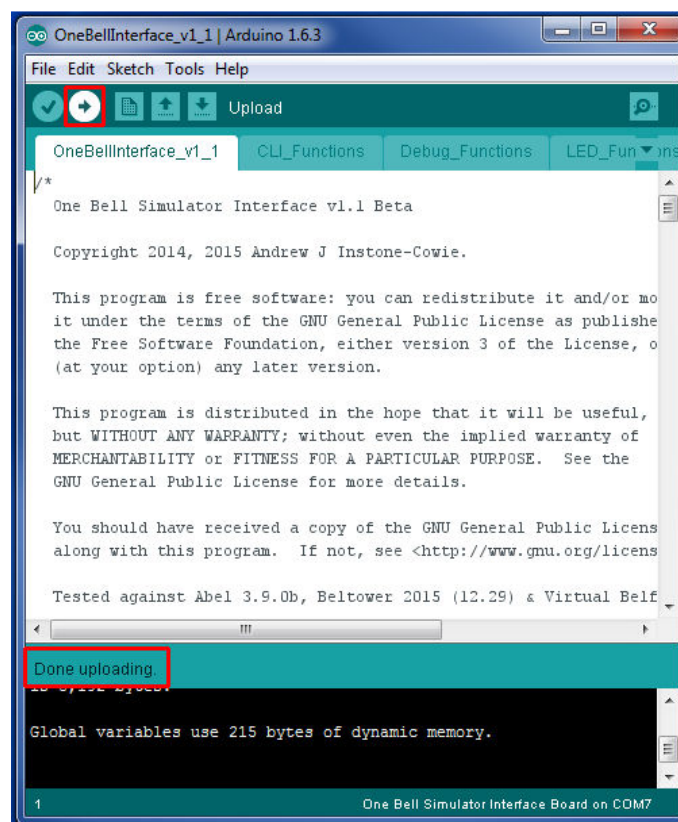 OneBellInterface_v1_1 | Arduino 1.6.3
File Edit Sketch Tools Help
Upload
OneBellInterface_v1_1 CLI_Functions Debug_Functions LED_Fun ns
/*
One Bell Simulator Interface v1.1 Beta
Copyright 2014, 2015 Andrew J Instone-Cowie.
This program is free software: you can redistribute it and/or mo
it under the terms of the GNU General Public License as publishe
the Free Software Foundation, either version 3 of the License, o
(at your option) any later version.
This program is distributed in the hope that it will be useful,
but WITHOUT ANY WARRANTY; without even the implied warranty of
MERCHANTABILITY or FITNESS FOR A PARTICULAR PURPOSE. See the
GNU General Public License for more details.
You should have received a copy of the GNU General Public Licens
along with this program. If not, see <http://www.gnu.org/licens
Tested against Abel 3.9.0b, Beltower 2015 (12.29) & Virtual Belf
Done uploading.
Global variables use 215 bytes of dynamic memory.
1 One Bell Simulator Interface Board on COM7